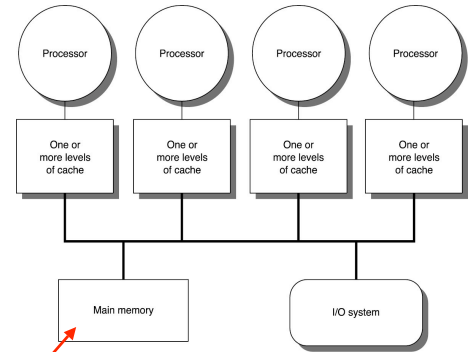 Processor
Processor
Processor
Processor
One or
more levels
of cache
One or
more levels
of cache
One or
more levels
of cache
One or
more levels
of cache
Main memory
I/O system